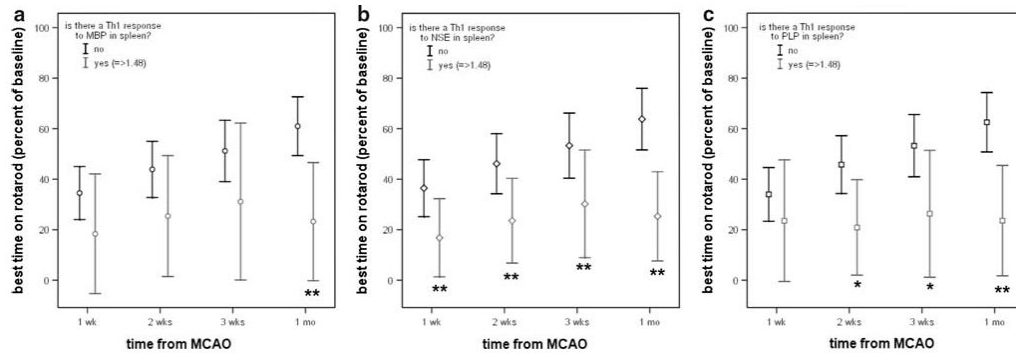 a
is there a Th1 response
to MBP in spleen?
no
yes (=>1.48)
best time on rotarod (percent of baseline)
100
80
60
40
20
0
**
1 wk
2 wks
3 wks
1 mo
time from MCAO
b
is there a Th1 response
to NSE in spleen?
no
yes (=>1.48)
best time on rotarod (percent of baseline)
100
80
60
40
20
0
**
**
**
**
1 wk
2 wks
3 wks
1 mo
time from MCAO
c
is there a Th1 response
to PLP in spleen?
no
yes (=>1.48)
best time on rotarod (percent of baseline)
100
80
60
40
20
0
*
*
**
1 wk
2 wks
3 wks
1 mo
time from MCAO